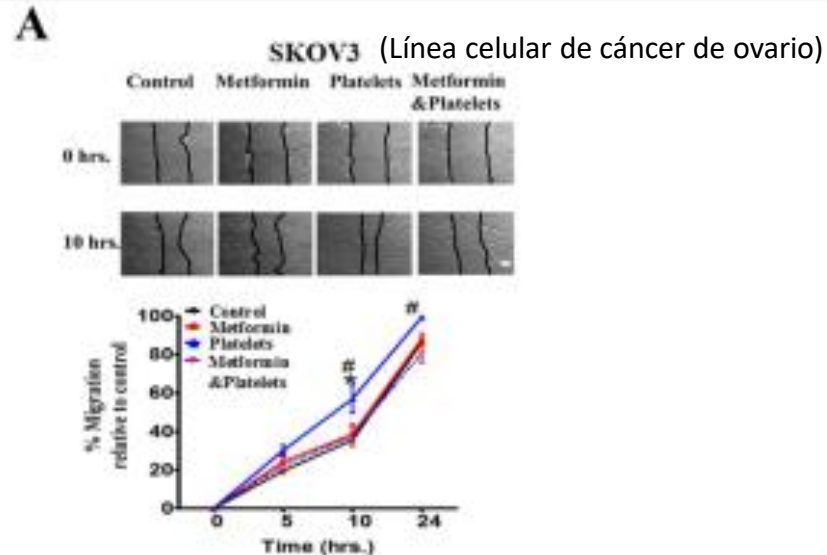 A
SKOV3 (Línea celular de cáncer de ovario)
Control Metformin Platelets Metformin
&Platelets
0 hrs.
10 hrs.
100
80
60
40
20
0
Control
Metformin
Platelets
Metformin
&Platelets
#
#
*
% Migration
relative to control
0 5 10 24
Time (hrs.)